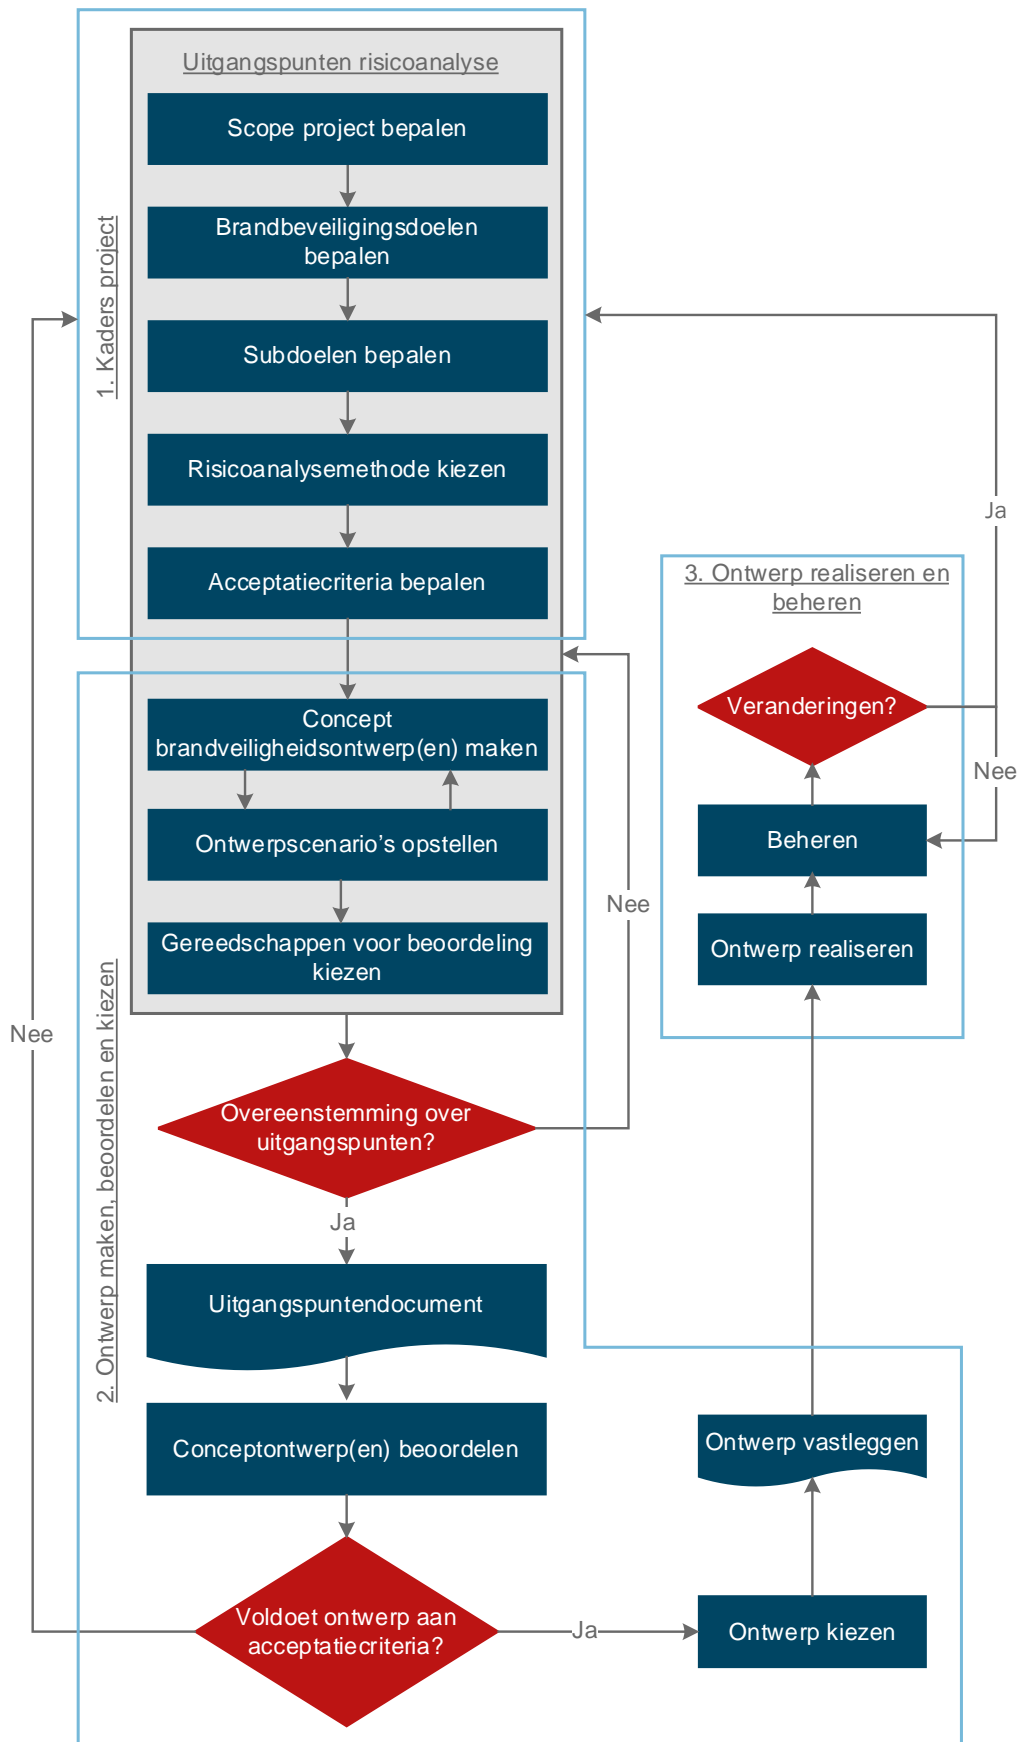 Uitgangspunten risicoanalyse
Scope project bepalen
Brandbeveiligingsdoelen
bepalen
Subdoelen bepalen
Risicoanalysemethode kiezen
Acceptatiecriteria bepalen
1. Kaders project
Concept
brandveiligheidsontwerp(en) maken
Ontwerpscenario's opstellen
Gereedschappen voor beoordeling
kiezen
Overeenstemming over
uitgangspunten?
Nee
Ja
Uitgangspuntendocument
Conceptontwerp(en) beoordelen
Voldoet ontwerp aan
acceptatiecriteria?
Nee
Ja
2. Ontwerp maken, beoordelen en kiezen
Ontwerp kiezen
Ontwerp vastleggen
3. Ontwerp realiseren en
beheren
Ontwerp realiseren
Beheren
Veranderingen?
Ja
Nee